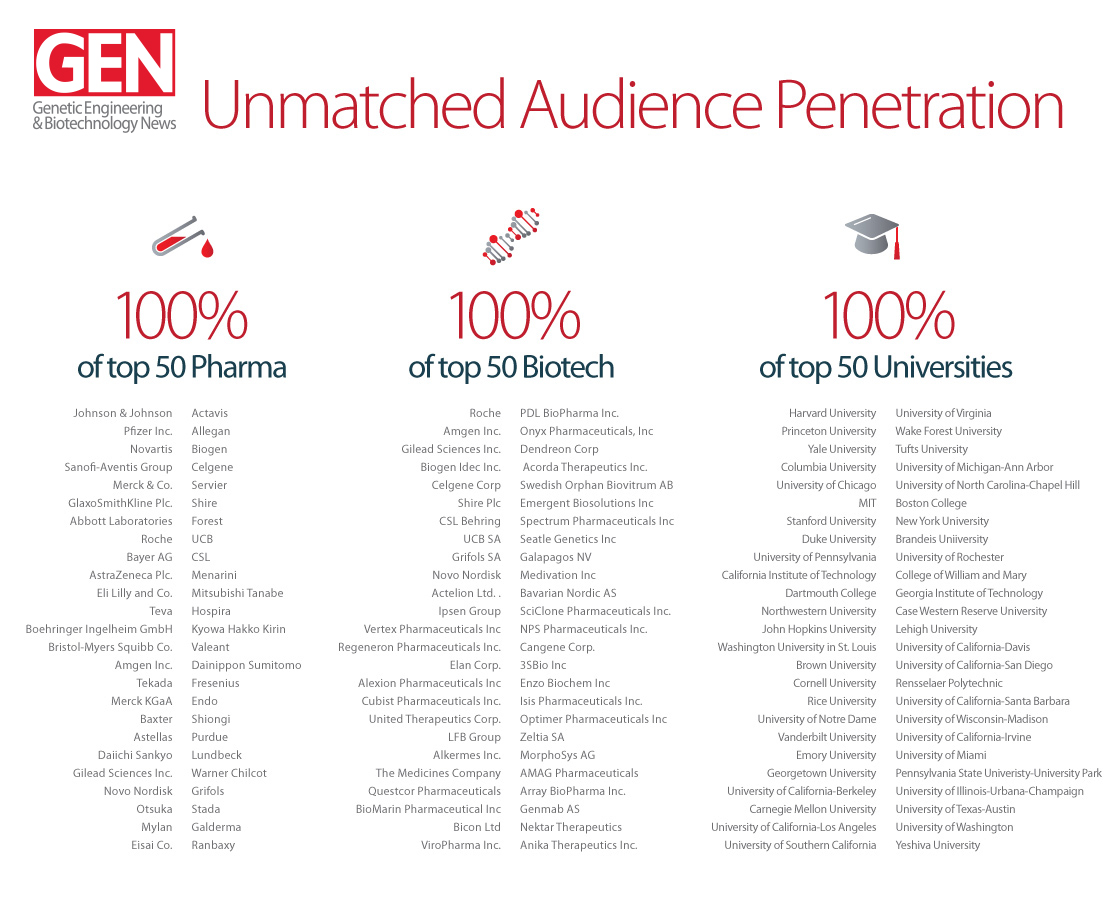 GEN
Genetic Engineering
& Biotechnology News
Unmatched Audience Penetration
100%
of top 50 Pharma
Johnson & Johnson Actavis
Pfizer Inc. Allegan
Novartis Biogen
Sanofi-Aventis Group Celgene
Merck & Co. Servier
GlaxoSmithKline Plc. Shire
Abbott Laboratories Forest
Roche UCB
Bayer AG CSL
AstraZeneca Plc. Menarini
Eli Lilly and Co. Mitsubishi Tanabe
Teva Hospira
Boehringer Ingelheim GmbH Kyowa Hakko Kirin
Bristol-Myers Squibb Co. Valeant
Amgen Inc. Dainippon Sumitomo
Tekada Fresenius
Merck KGaA Endo
Baxter Shiongi
Astellas Purdue
Daiichi Sankyo Lundbeck
Gilead Sciences Inc. Warner Chilcot
Novo Nordisk Grifols
Otsuka Stada
Mylan Galderma
Eisai Co. Ranbaxy
100%
of top 50 Biotech
Roche PDL BioPharma Inc.
Amgen Inc. Onyx Pharmaceuticals, Inc
Gilead Sciences Inc. Dendreon Corp
Biogen Idec Inc. Acorda Therapeutics Inc.
Celgene Corp Swedish Orphan Biovitrum AB
Shire Plc Emergent Biosolutions Inc
CSL Behring Spectrum Pharmaceuticals Inc
UCB SA Seatle Genetics Inc
Grifols SA Galapagos NV
Novo Nordisk Medivation Inc
Actelion Ltd. . Bavarian Nordic AS
Ipsen Group SciClone Pharmaceuticals Inc.
Vertex Pharmaceuticals Inc NPS Pharmaceuticals Inc.
Regeneron Pharmaceuticals Inc. Cangene Corp.
Elan Corp. 3SBio Inc
Alexion Pharmaceuticals Inc Enzo Biochem Inc
Cubist Pharmaceuticals Inc. Isis Pharmaceuticals Inc.
United Therapeutics Corp. Optimer Pharmaceuticals Inc
LFB Group Zeltia SA
Alkermes Inc. MorphoSys AG
The Medicines Company AMAG Pharmaceuticals
Questcor Pharmaceuticals Array BioPharma Inc.
BioMarin Pharmaceutical Inc Genmab AS
Bicon Ltd Nektar Therapeutics
ViroPharma Inc. Anika Therapeutics Inc.
100%
of top 50 Universities
Harvard University University of Virginia
Princeton University Wake Forest University
Yale University Tufts University
Columbia University University of Michigan-Ann Arbor
University of Chicago University of North Carolina-Chapel Hill
MIT Boston College
Stanford University New York University
Duke University Brandeis Uniiversity
University of Pennsylvania University of Rochester
California Institute of Technology College of William and Mary
Dartmouth College Georgia Institute of Technology
Northwestern University Case Western Reserve University
John Hopkins University Lehigh University
Washington University in St. Louis University of California-Davis
Brown University University of California-San Diego
Cornell University Rensselaer Polytechnic
Rice University University of California-Santa Barbara
University of Notre Dame University of Wisconsin-Madison
Vanderbilt University University of California-Irvine
Emory University University of Miami
Georgetown University Pennsylvania State Univeristy-University Park
University of California-Berkeley University of Illinois-Urbana-Champaign
Carnegie Mellon University University of Texas-Austin
University of California-Los Angeles University of Washington
University of Southern California Yeshiva University